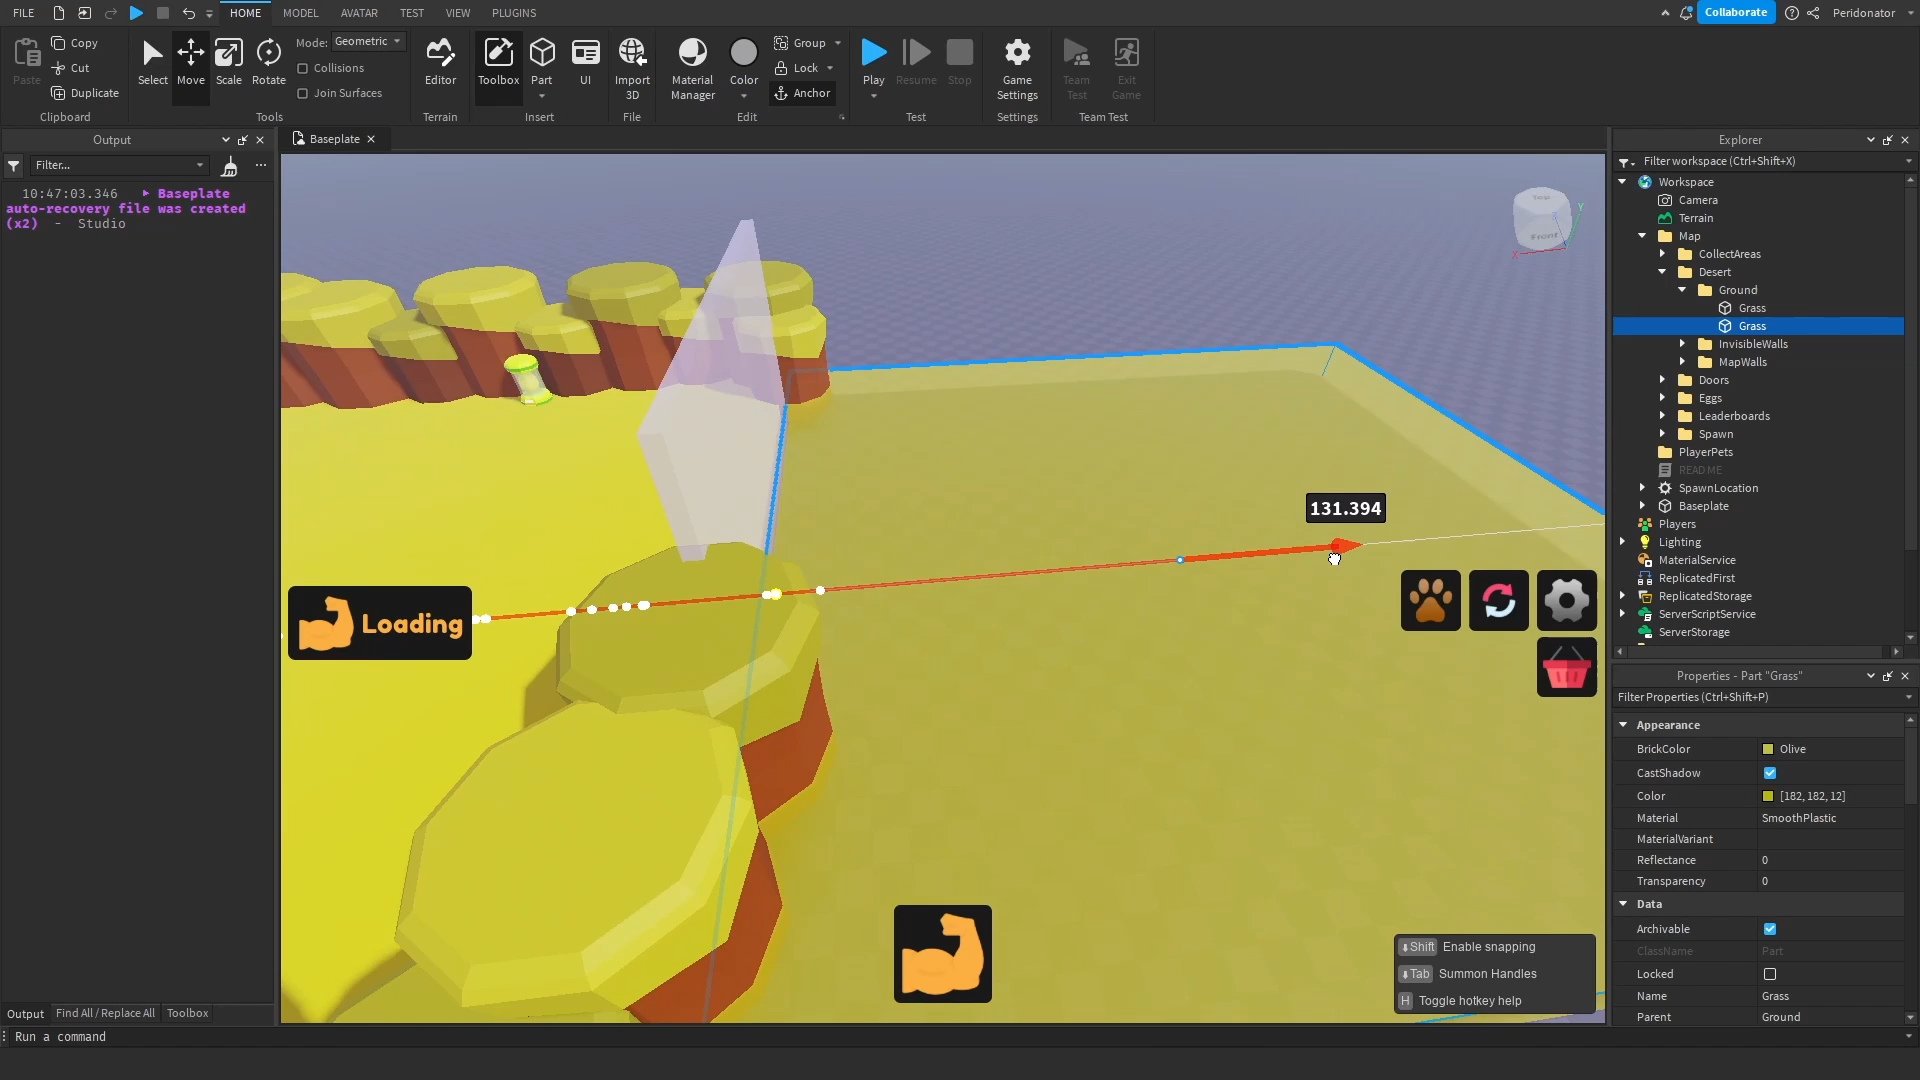 FILE
HOME
MODEL
AVATAR
TEST
VIEW
PLUGINS
Collaborate
Peridonator
Paste
Copy
Cut
Duplicate
Clipboard
Select
Move
Scale
Rotate
Mode: Geometric
Collisions
Join Surfaces
Tools
Editor
Terrain
Toolbox
Part
UI
Insert
Import
3D
File
Material
Manager
Color
Group
Lock
Anchor
Edit
Play
Resume
Stop
Test
Game
Settings
Settings
Team
Test
Exit
Game
Team Test
Output
Filter...
10:47:03.346 Baseplate
auto-recovery file was created
(x2) - Studio
Baseplate
Front
X
Y
131.394
Loading
Shift Enable snapping
Tab Summon Handles
H Toggle hotkey help
Explorer
Filter workspace (Ctrl+Shift+X)
Workspace
Camera
Terrain
Map
CollectAreas
Desert
Ground
Grass
Grass
InvisibleWalls
MapWalls
Doors
Eggs
Leaderboards
Spawn
PlayerPets
READ ME
SpawnLocation
Baseplate
Players
Lighting
MaterialService
ReplicatedFirst
ReplicatedStorage
ServerScriptService
ServerStorage
Properties - Part "Grass"
Filter Properties (Ctrl+Shift+P)
Appearance
BrickColor Olive
CastShadow
Color [182, 182, 12]
Material SmoothPlastic
MaterialVariant
Reflectance 0
Transparency 0
Data
Archivable
ClassName Part
Locked
Name Grass
Parent Ground
Output
Find All / Replace All
Toolbox
Run a command